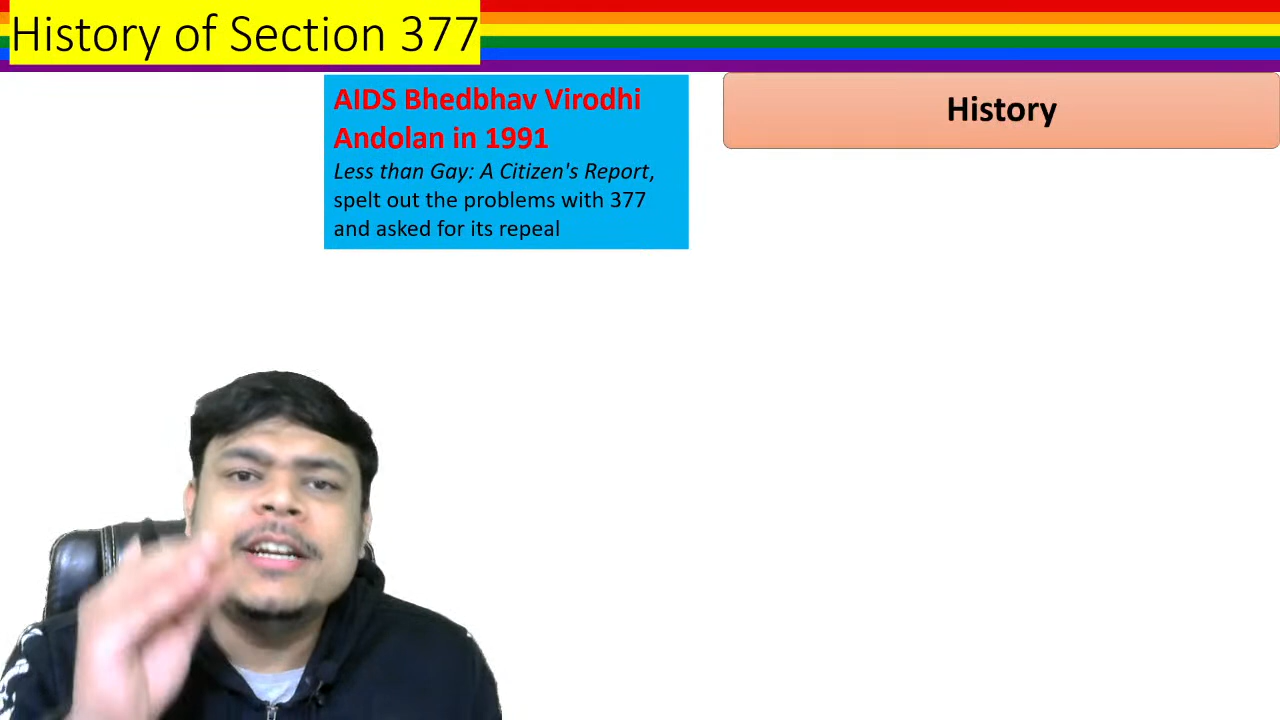 History of Section 377
AIDS Bhedbhav Virodhi
Andolan in 1991
Less than Gay: A Citizen's Report,
spelt out the problems with 377
and asked for its repeal
History